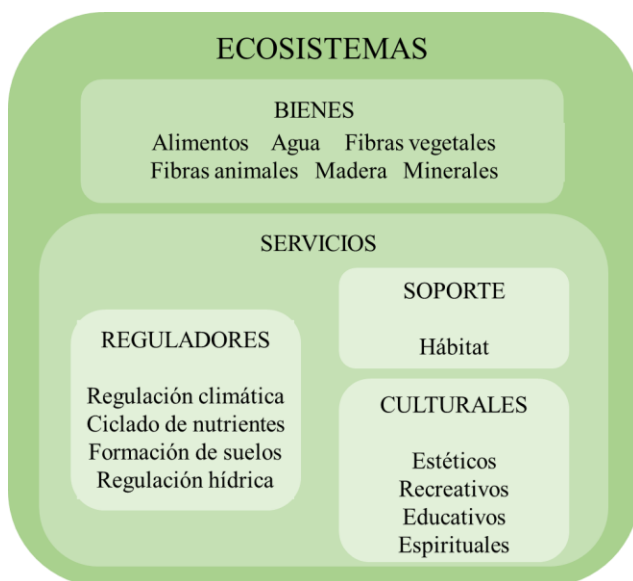 ECOSISTEMAS
BIENES
Alimentos Agua Fibras vegetales
Fibras animales Madera Minerales
SERVICIOS
REGULADORES
Regulación climática
Ciclado de nutrientes
Formación de suelos
Regulación hídrica
SOPORTE
Hábitat
CULTURALES
Estéticos
Recreativos
Educativos
Espirituales